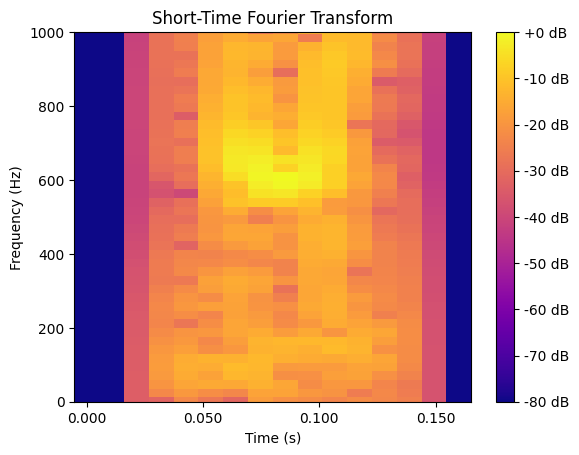 Short-Time Fourier Transform
1000
800
600
400
200
0
Frequency (Hz)
0.000
0.050
0.100
0.150
Time (s)
+0 dB
-10 dB
-20 dB
-30 dB
-40 dB
-50 dB
-60 dB
-70 dB
-80 dB